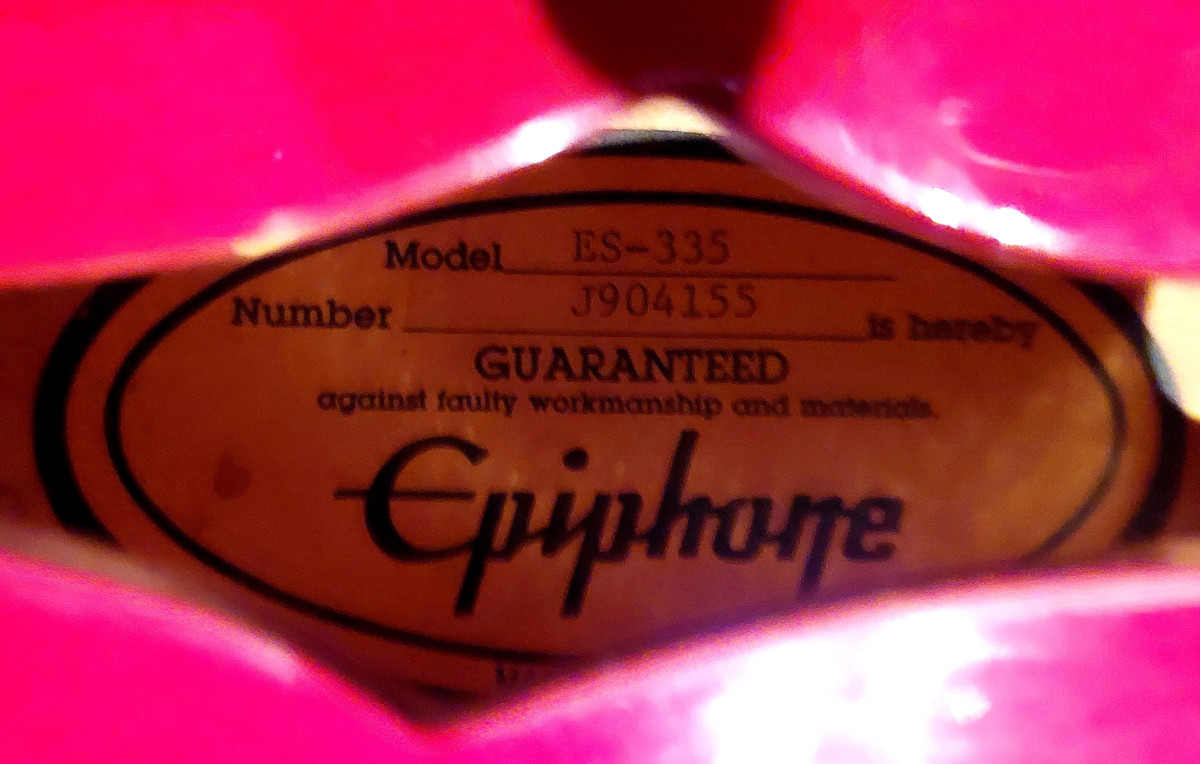 Model ES-335
Number J904155 is hereby
GUARANTEED
against faulty workmanship and materials.
Epiphone